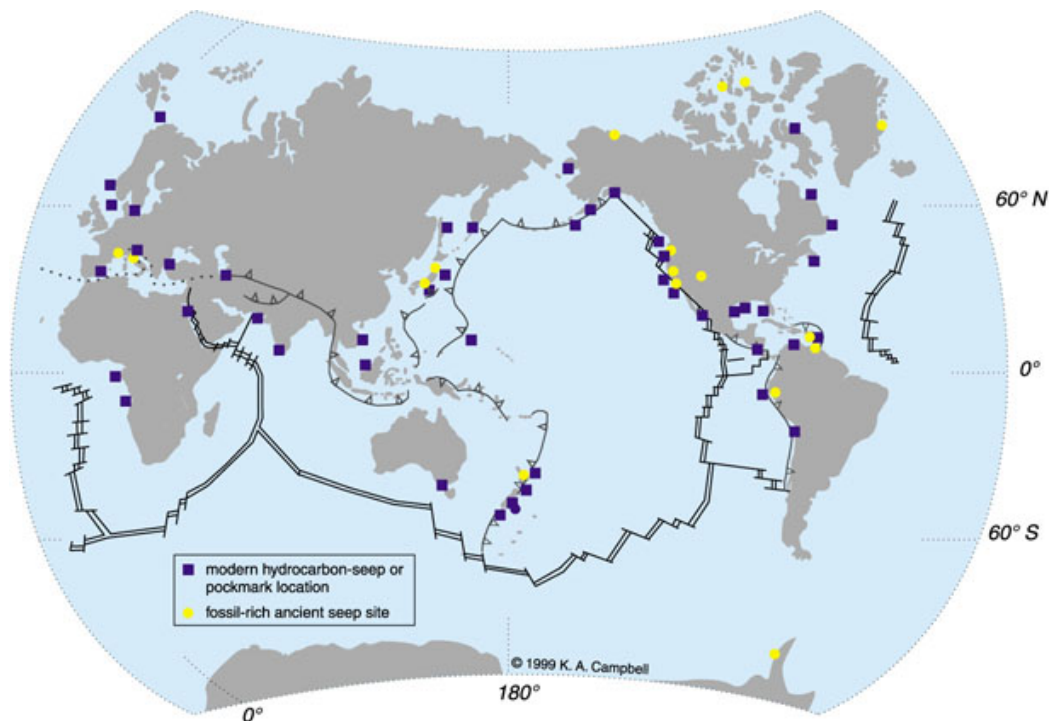 60° N
0°
60° S
modern hydrocarbon-seep or
pockmark location
fossil-rich ancient seep site
© 1999 K. A. Campbell
180°
0°